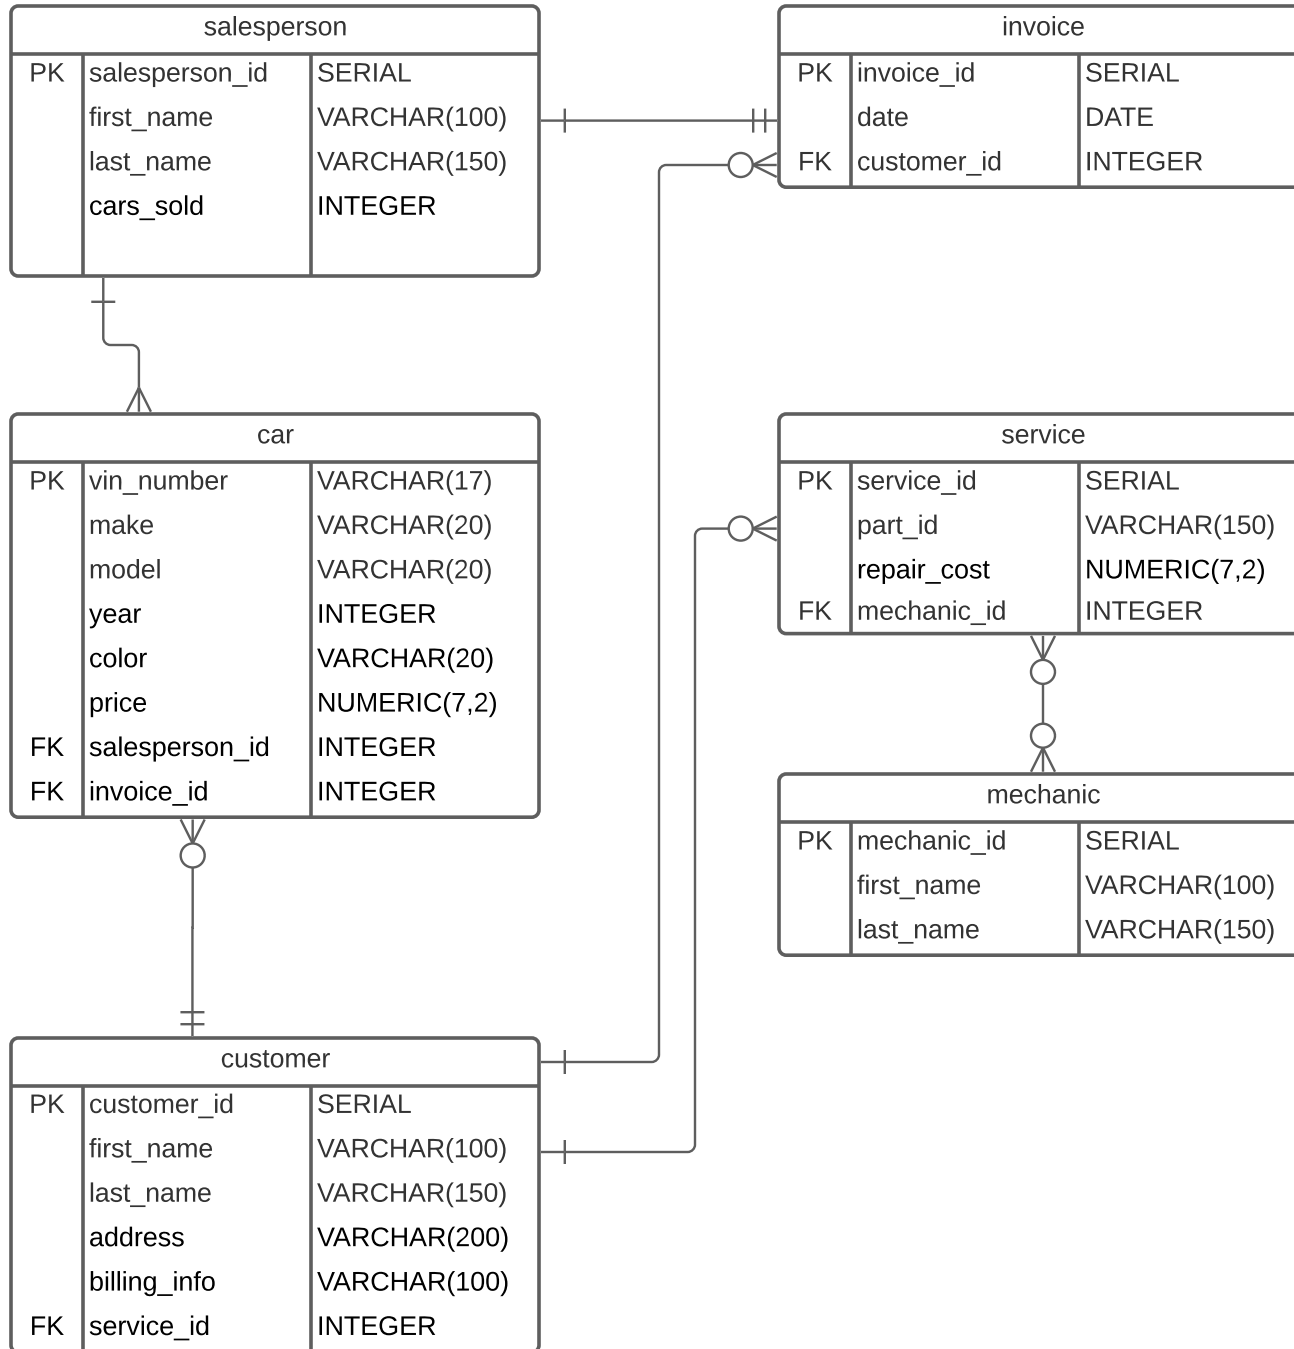 salesperson
PK salesperson_id SERIAL
first_name VARCHAR(100)
last_name VARCHAR(150)
cars_sold INTEGER
invoice
PK invoice_id SERIAL
date DATE
FK customer_id INTEGER
car
PK vin_number VARCHAR(17)
make VARCHAR(20)
model VARCHAR(20)
year INTEGER
color VARCHAR(20)
price NUMERIC(7,2)
FK salesperson_id INTEGER
FK invoice_id INTEGER
service
PK service_id SERIAL
part_id VARCHAR(150)
repair_cost NUMERIC(7,2)
FK mechanic_id INTEGER
mechanic
PK mechanic_id SERIAL
first_name VARCHAR(100)
last_name VARCHAR(150)
customer
PK customer_id SERIAL
first_name VARCHAR(100)
last_name VARCHAR(150)
address VARCHAR(200)
billing_info VARCHAR(100)
FK service_id INTEGER